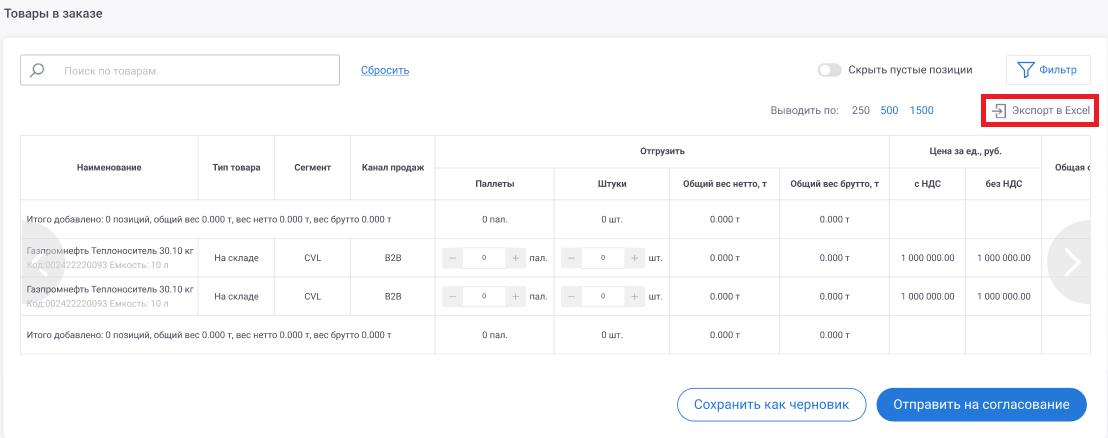 Товары в заказе
Поиск по товарам
Сбросить
Скрыть пустые позиции
Фильтр
Выводить по: 250 500 1500
Экспорт в Excel
Наименование Тип товара Сегмент Канал продаж Отгрузить Цена за ед., руб. Общая
Паллеты Штуки Общий вес нетто, т Общий вес брутто, т с НДС без НДС
Итого добавлено: 0 позиций, общий вес 0.000 т, вес нетто 0.000 т, вес брутто 0.000 т 0 пал. 0 шт. 0.000 т 0.000 т
Газпромнефть Теплоноситель 30.10 кг
Код:002422220093 Емкость: 10 л
На складе CVL B2B − 0 + пал. − 0 + шт. 0.000 т 0.000 т 1 000 000.00 1 000 000.00
Газпромнефть Теплоноситель 30.10 кг
Код:002422220093 Емкость: 10 л
На складе CVL B2B − 0 + пал. − 0 + шт. 0.000 т 0.000 т 1 000 000.00 1 000 000.00
Итого добавлено: 0 позиций, общий вес 0.000 т, вес нетто 0.000 т, вес брутто 0.000 т 0 пал. 0 шт. 0.000 т 0.000 т
Сохранить как черновик
Отправить на согласование